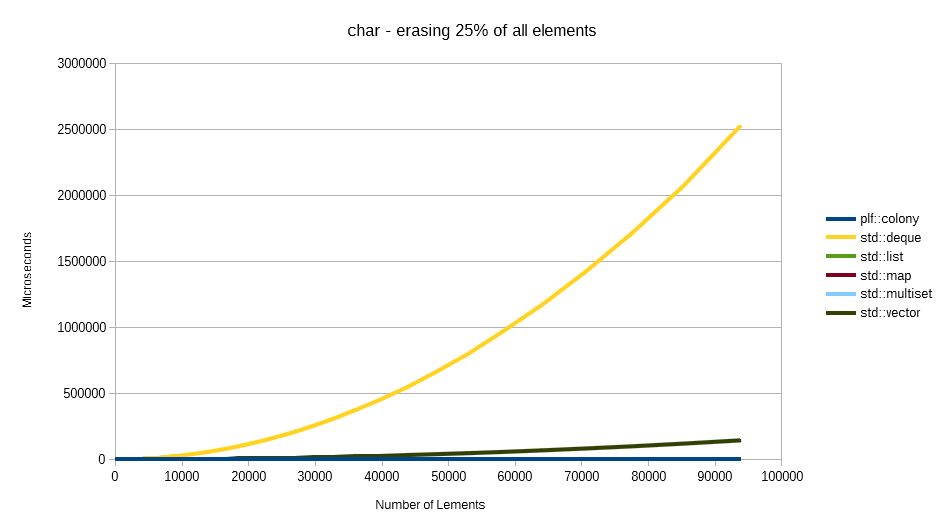 char - erasing 25% of all elements
3000000
2500000
2000000
1500000
1000000
500000
0
Microseconds
0 10000 20000 30000 40000 50000 60000 70000 80000 90000 100000
Number of Lements
plf::colony
std::deque
std::list
std::map
std::multiset
std::vector